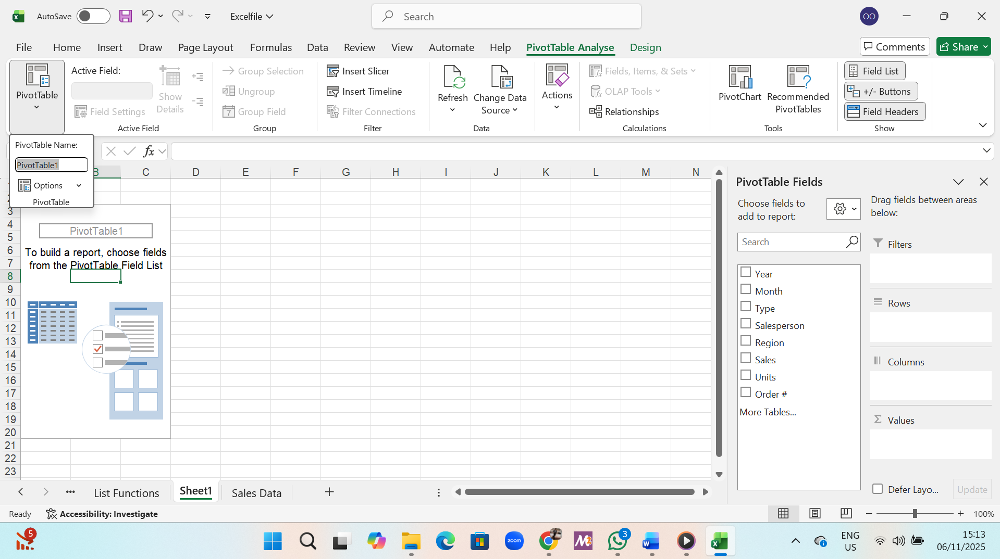 AutoSave
Excelfile
Search
OO
File
Home
Insert
Draw
Page Layout
Formulas
Data
Review
View
Automate
Help
PivotTable Analyse
Design
Comments
Share
PivotTable
Active Field:
Field Settings
Show
Details
Active Field
Group Selection
Ungroup
7 Group Field
Group
Insert Slicer
Insert Timeline
Filter Connections
Filter
Refresh
Change Data
Source
Data
Actions
Fields, Items, & Sets
OLAP Tools
Relationships
Calculations
PivotChart
Recommended
PivotTables
Tools
Field List
+/- Buttons
Field Headers
Show
PivotTable Name:
PivotTable1
Options
PivotTable
fx
B C D E F G H I J K L M N
3
4
5
6
7
8
9
10
11
12
13
14
15
16
17
18
19
20
21
22
23
PivotTable1
To build a report, choose fields
from the PivotTable Field List
PivotTable Fields
Choose fields to
add to report:
Search
Year
Month
Type
Salesperson
Region
Sales
Units
Order #
More Tables...
Drag fields between areas
below:
Filters
Rows
Columns
Σ Values
Defer Layo...
Update
List Functions
Sheet1
Sales Data
Ready
Accessibility: Investigate
100%
5
zoom
3
ENG
US
15:13
06/11/2025